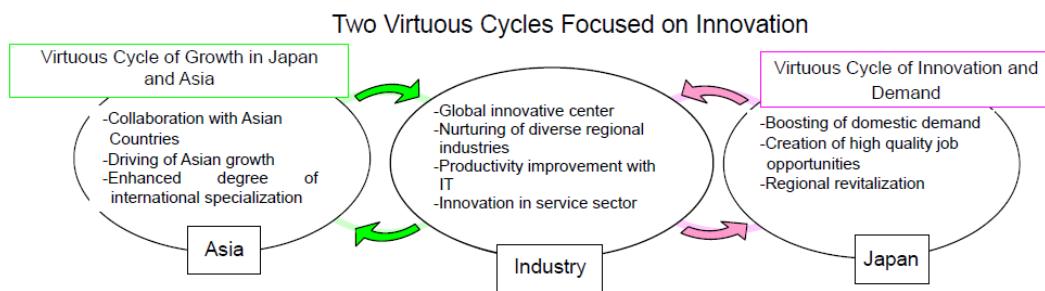 Two Virtuous Cycles Focused on Innovation
Virtuous Cycle of Growth in Japan
and Asia
-Collaboration with Asian
Countries
-Driving of Asian growth
-Enhanced degree of
international specialization
Asia
-Global innovative center
-Nurturing of diverse regional
industries
-Productivity improvement with
IT
-Innovation in service sector
Industry
Virtuous Cycle of Innovation and
Demand
-Boosting of domestic demand
-Creation of high quality job
opportunities
-Regional revitalization
Japan